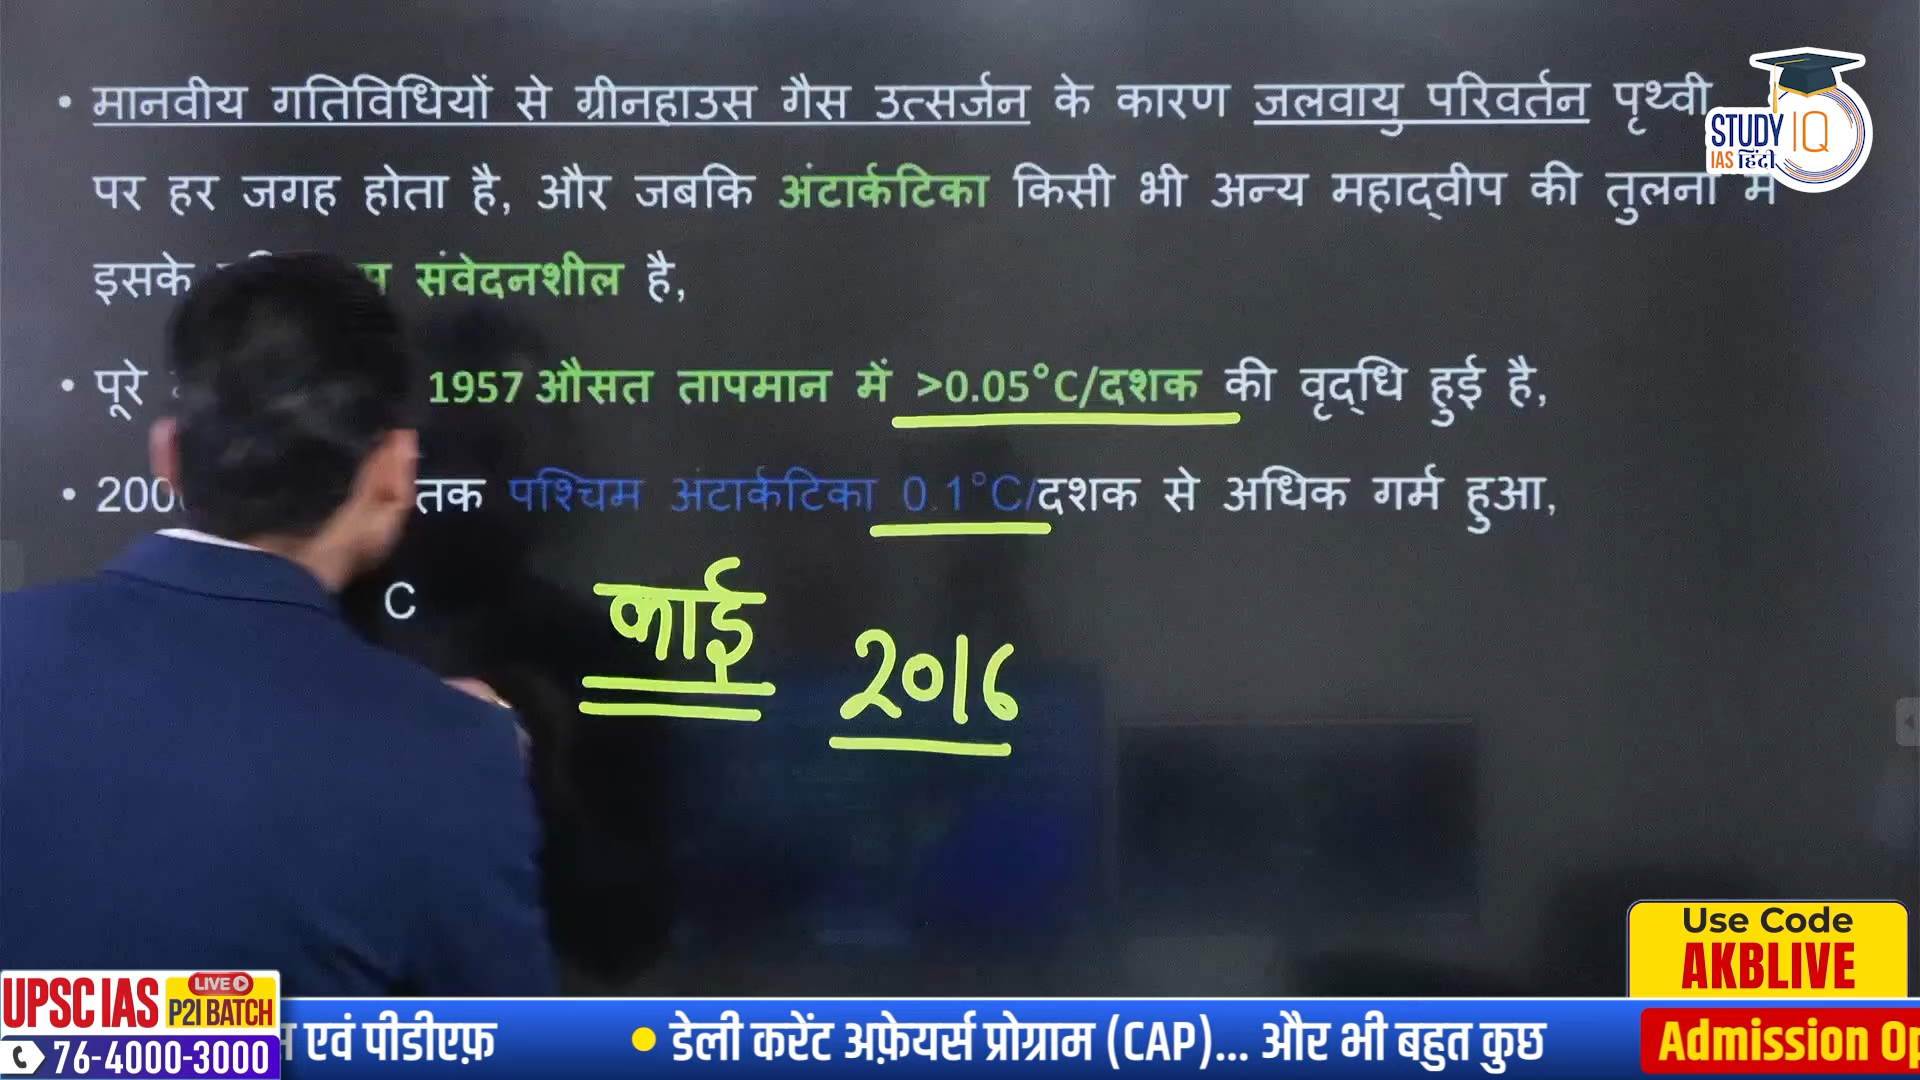 • मानवीय गतिविधियों से ग्रीनहाउस गैस उत्सर्जन के कारण जलवायु परिवर्तन पृथ्वी
पर हर जगह होता है, और जबकि अंटार्कटिका किसी भी अन्य महाद्वीप की तुलना में
इसके संवेदनशील है,
• पूरे 1957 औसत तापमान में >0.05°C/दशक की वृद्धि हुई है,
• 200 तक पश्चिम अंटार्कटिका 0.1°C/दशक से अधिक गर्म हुआ,
C
काई
2016
STUDY IQ
IAS हिंदी
Use Code
AKBLIVE
UPSC IAS LIVE P2I BATCH
76-4000-3000
एवं पीडीएफ़ • डेली करेंट अफ़ेयर्स प्रोग्राम (CAP)... और भी बहुत कुछ
Admission Op